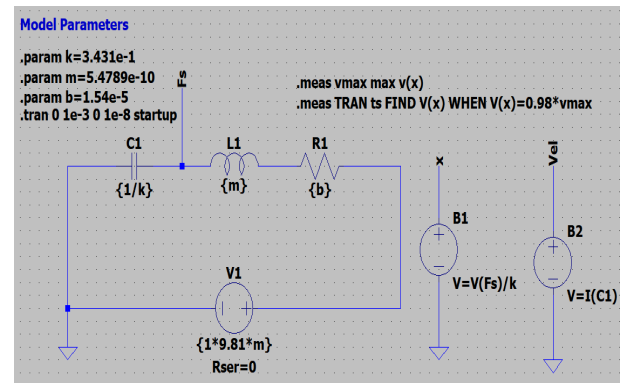 Model Parameters
.param k=3.431e-1
.param m=5.4789e-10
.param b=1.54e-5
.tran 0 1e-3 0 1e-8 startup
Fs
.meas vmax max v(x)
.meas TRAN ts FIND V(x) WHEN V(x)=0.98*vmax
C1
{1/k}
L1
{m}
R1
{b}
x
Vel
B1
V=V(Fs)/k
B2
V=I(C1)
V1
{1*9.81*m}
Rser=0